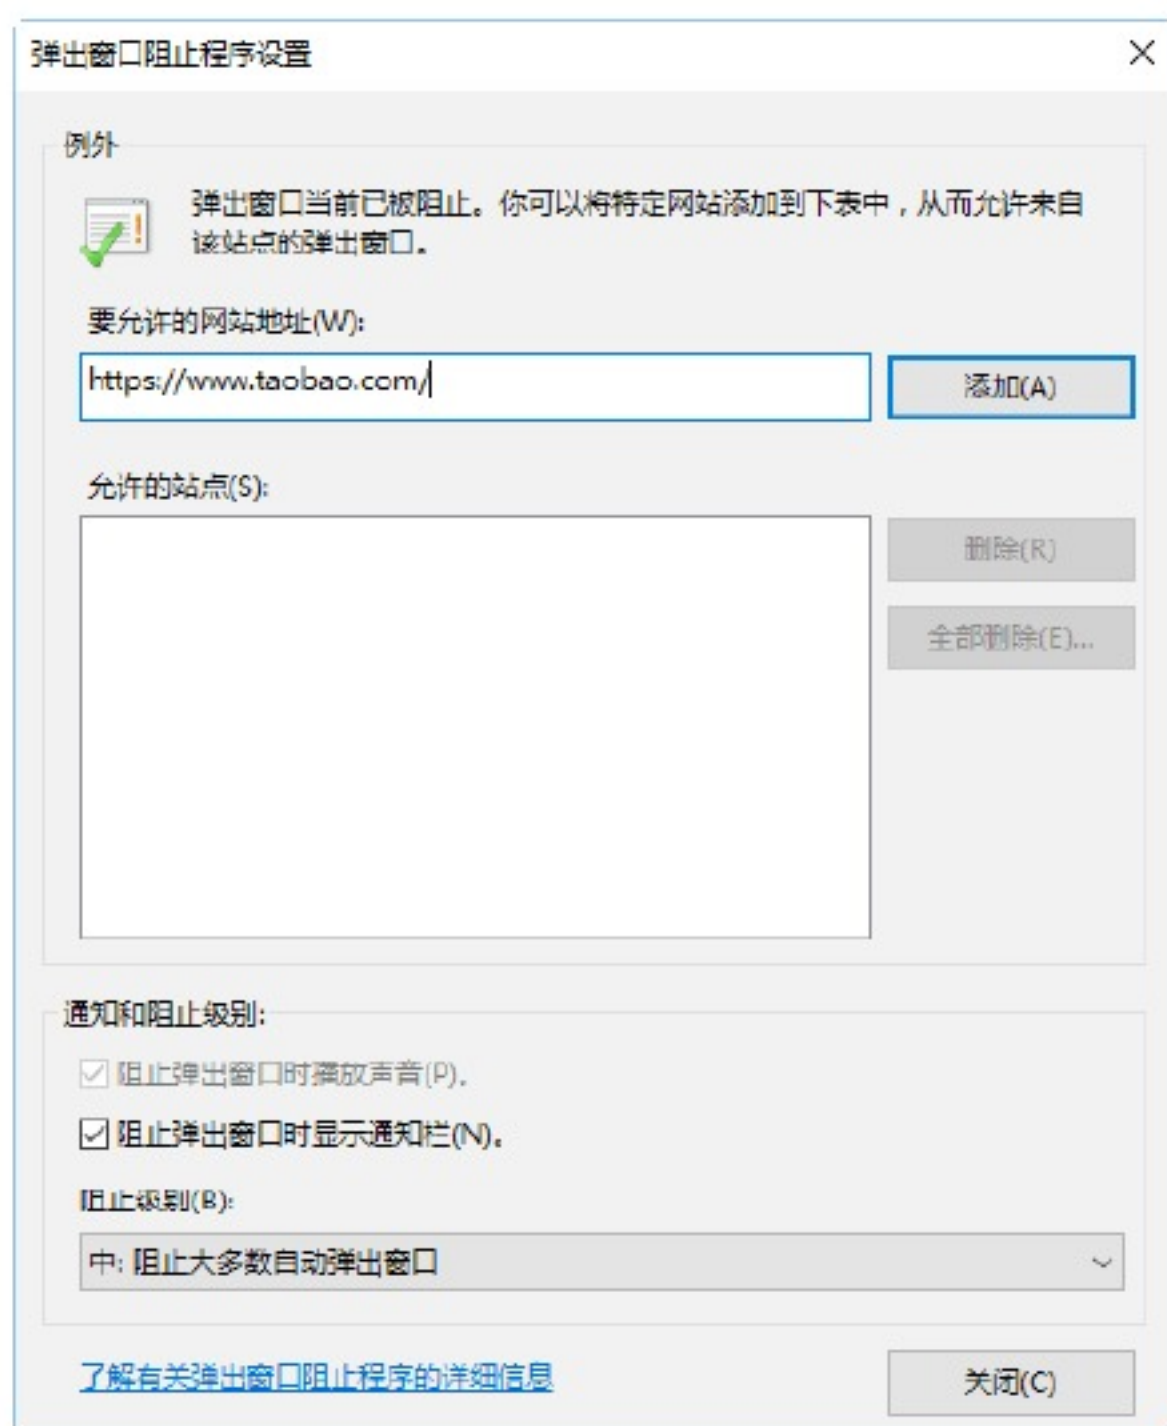 弹出窗口阻止程序设置
例外
弹出窗口当前已被阻止。你可以将特定网站添加到下表中，从而允许来自
该站点的弹出窗口。
要允许的网站地址(W):
https://www.taobao.com/
添加(A)
允许的站点(S):
删除(R)
全部删除(E)...
通知和阻止级别:
阻止弹出窗口时播放声音(P)。
阻止弹出窗口时显示通知栏(N)。
阻止级别(B):
中: 阻止大多数自动弹出窗口
了解有关弹出窗口阻止程序的详细信息
关闭(C)